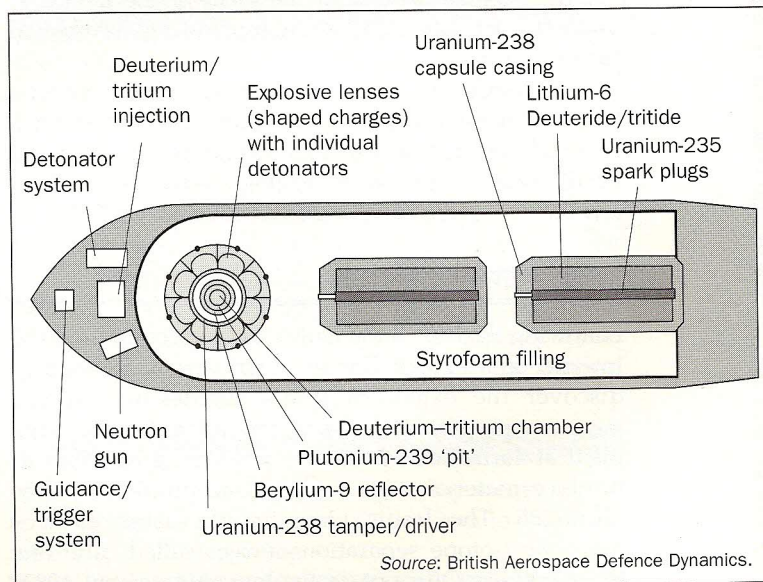 Deuterium/
tritium
injection
Detonator
system
Explosive lenses
(shaped charges)
with individual
detonators
Uranium-238
capsule casing
Lithium-6
Deuteride/tritide
Uranium-235
spark plugs
Styrofoam filling
Neutron
gun
Guidance/
trigger
system
Deuterium–tritium chamber
Plutonium-239 ‘pit’
Berylium-9 reflector
Uranium-238 tamper/driver
Source: British Aerospace Defence Dynamics.